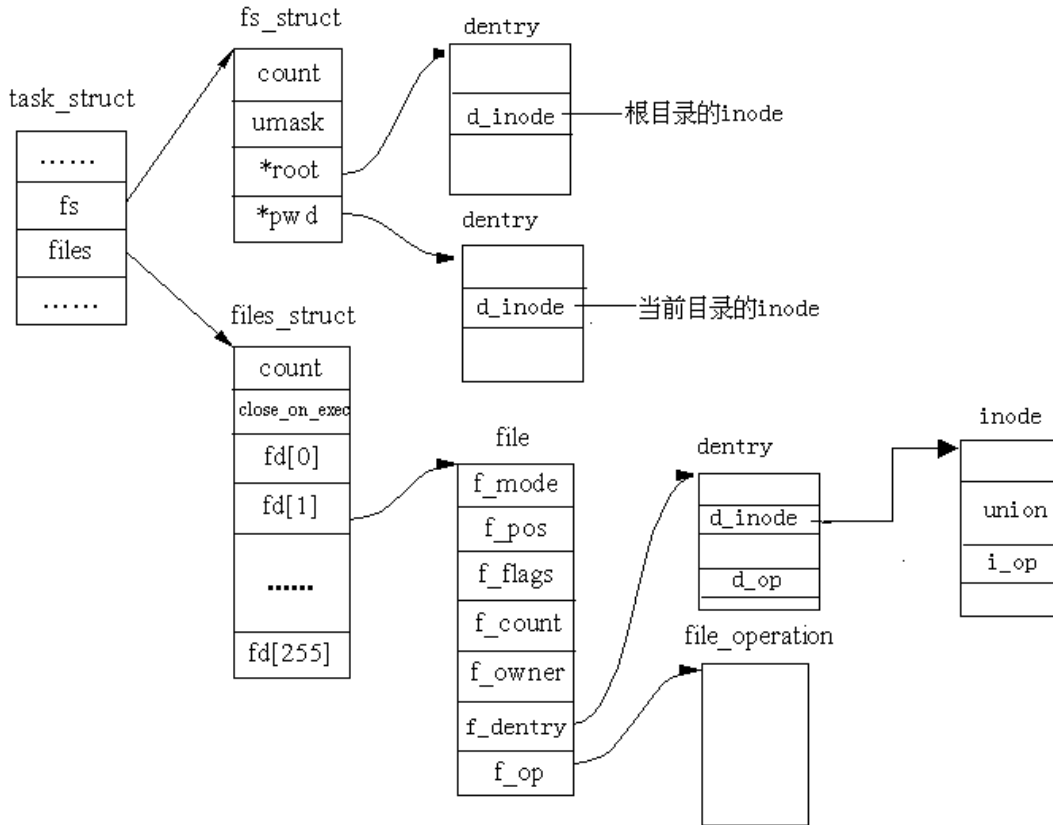 task_struct
……
fs
files
……
fs_struct
count
umask
*root
*pwd
dentry
d_inode
根目录的inode
dentry
d_inode
当前目录的inode
files_struct
count
close_on_exec
fd[0]
fd[1]
……
fd[255]
file
f_mode
f_pos
f_flags
f_count
f_owner
f_dentry
f_op
dentry
d_inode
d_op
file_operation
inode
union
i_op